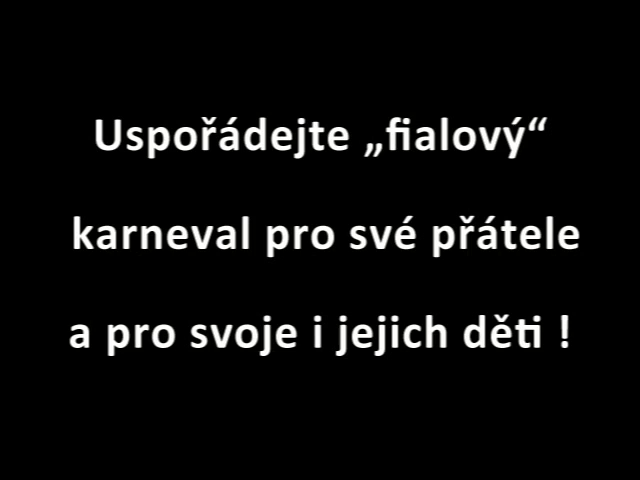 Uspořádejte „fialový“
karneval pro své přátele
a pro svoje i jejich děti !